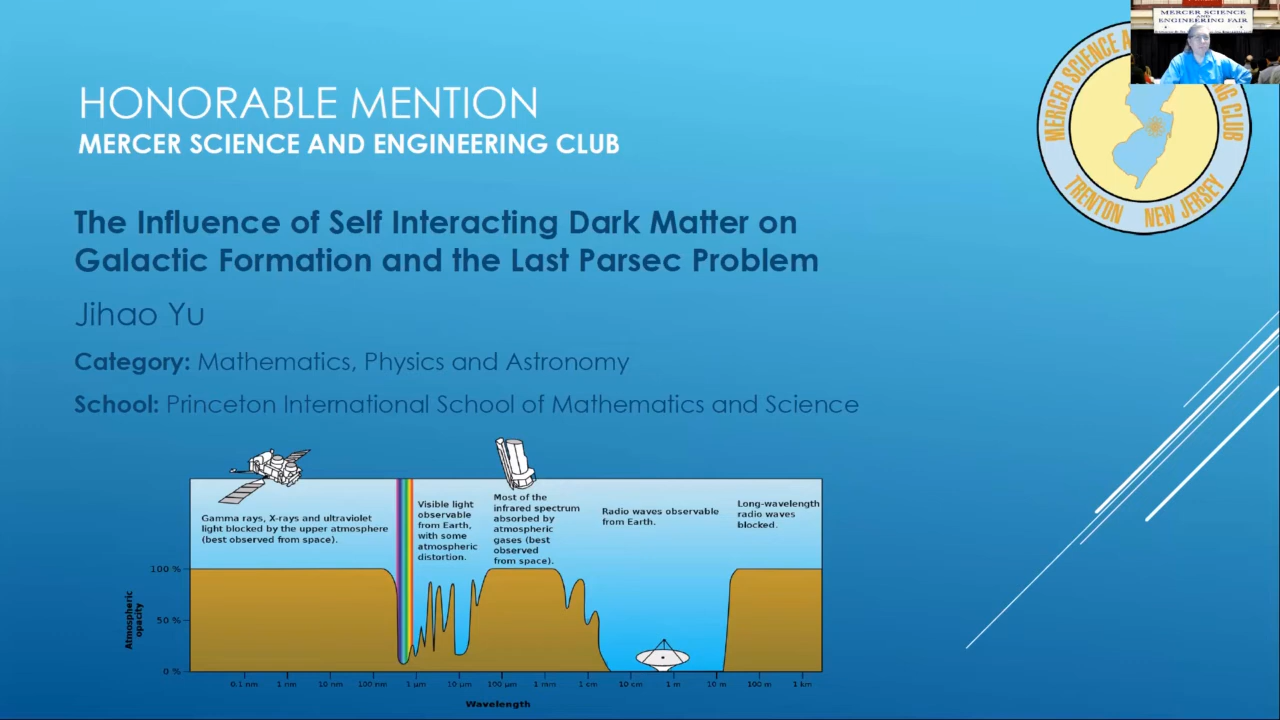 HONORABLE MENTION
MERCER SCIENCE AND ENGINEERING CLUB
MERCER SCIENCE
AND
ENGINEERING FAIR
MERCER SCIENCE A
NG CLUB
TRENTON NEW JERSEY
The Influence of Self Interacting Dark Matter on
Galactic Formation and the Last Parsec Problem
Jihao Yu
Category: Mathematics, Physics and Astronomy
School: Princeton International School of Mathematics and Science
Gamma rays, X-rays and ultraviolet
light blocked by the upper atmosphere
(best observed from space).
Visible light
observable
from Earth,
with some
atmospheric
distortion.
Most of the
infrared spectrum
absorbed by
atmospheric
gases (best
observed
from space).
Radio waves observable
from Earth.
Long-wavelength
radio waves
blocked.
Atmospheric
opacity
100 %
50 %
0 %
0.1 nm 1 nm 10 nm 100 nm 1 μm 10 μm 100 μm 1 mm 1 cm 10 cm 1 m 10 m 100 m 1 km
Wavelength